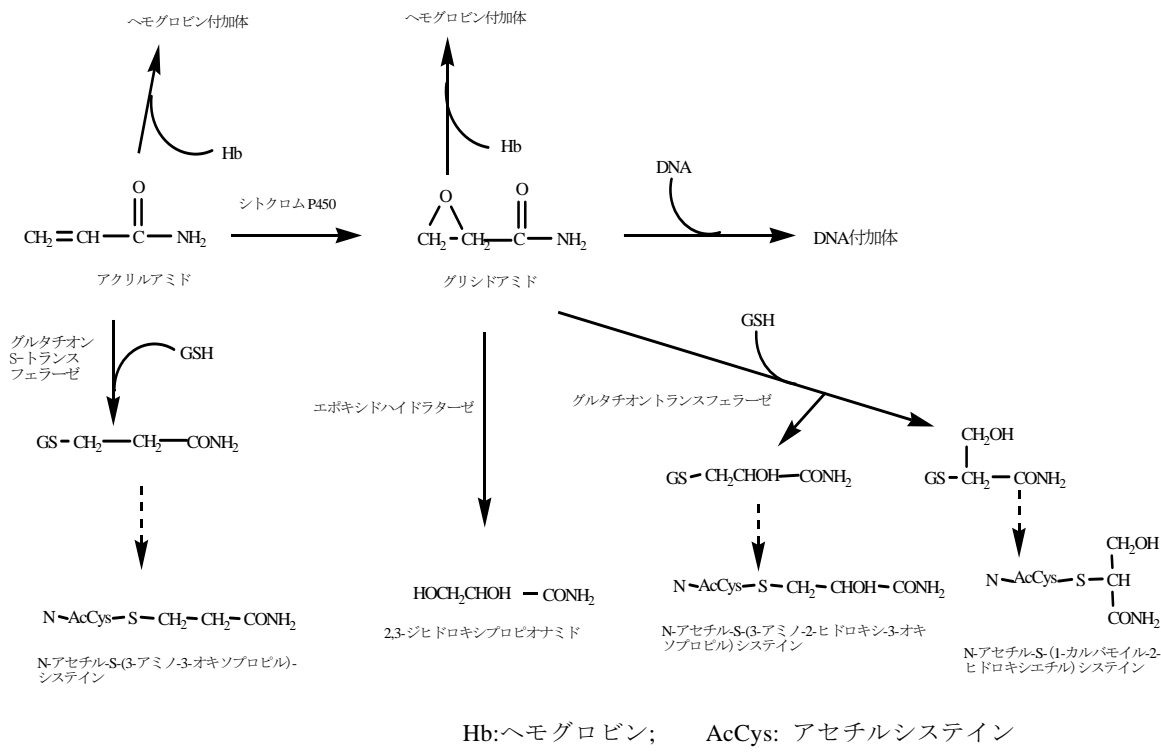 ヘモグロビン付加体
ヘモグロビン付加体
Hb
Hb
DNA
O
シトクロム P450
O
O
CH2=CH-C-NH2
CH2-CH2-C-NH2
DNA付加体
アクリルアミド
グリシドアミド
グルタチオン
S-トランス
フェラーゼ
GSH
GSH
エポキシドハイドラターゼ
グルタチオントランスフェラーゼ
GS-CH2-CH2-CONH2
GS-CH2CHOH-CONH2
CH2OH
GS-CH2-CONH2
N-AcCys-S-CH2-CH2-CONH2
HOCH2CHOH-CONH2
N-AcCys-S-CH2-CHOH-CONH2
CH2OH
N-AcCys-S-CH
CONH2
N-アセチル-S-(3-アミノ-3-オキソプロピル)-
システイン
2,3-ジヒドロキシプロピオナミド
N-アセチル-S-(3-アミノ-2-ヒドロキシ-3-オキ
ソプロピル)システイン
N-アセチル-S-(1-カルバモイル-2-
ヒドロキシエチル)システイン
Hb:ヘモグロビン; AcCys: アセチルシステイン